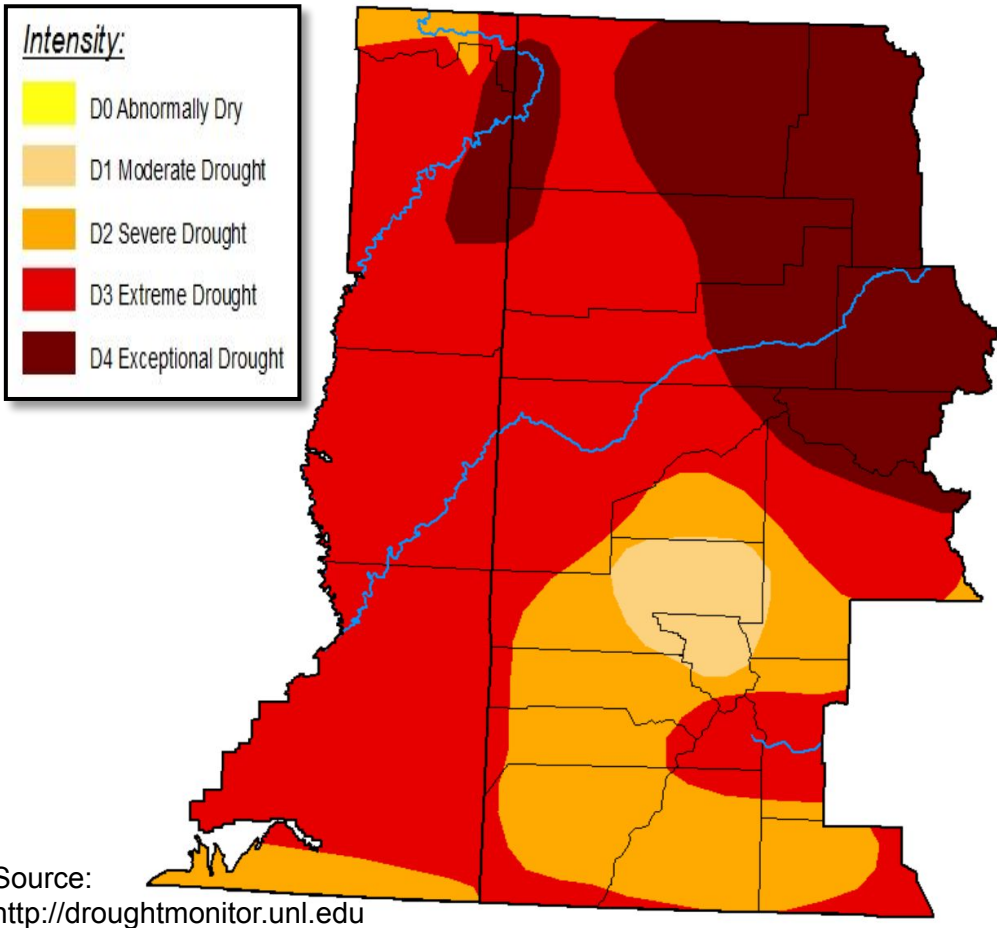 Intensity:
D0 Abnormally Dry
D1 Moderate Drought
D2 Severe Drought
D3 Extreme Drought
D4 Exceptional Drought
Source:
http://droughtmonitor.unl.edu